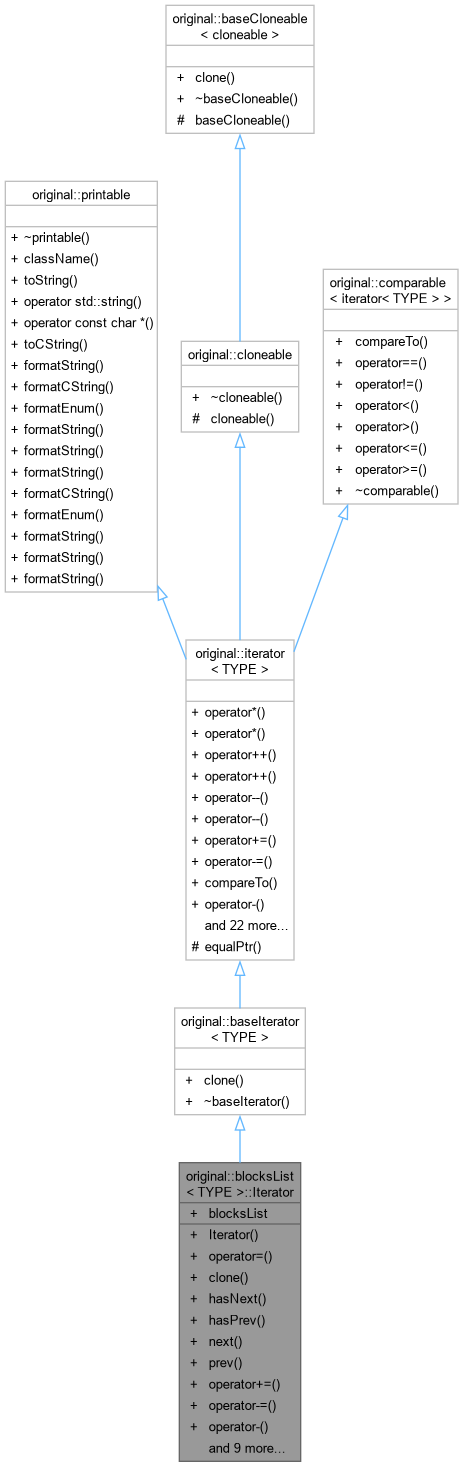 original::baseCloneable
< cloneable >
+ clone()
+ ~baseCloneable()
# baseCloneable()
original::printable
+ ~printable()
+ className()
+ toString()
+ operator std::string()
+ operator const char *()
+ toCString()
+ formatString()
+ formatCString()
+ formatEnum()
+ formatString()
+ formatString()
+ formatString()
+ formatCString()
+ formatEnum()
+ formatString()
+ formatString()
+ formatString()
original::cloneable
+ ~cloneable()
# cloneable()
original::comparable
< iterator< TYPE > >
+ compareTo()
+ operator==()
+ operator!=()
+ operator<()
+ operator>()
+ operator<=()
+ operator>=()
+ ~comparable()
original::iterator
< TYPE >
+ operator*()
+ operator*()
+ operator++()
+ operator++()
+ operator--()
+ operator--()
+ operator+=()
+ operator-=()
+ compareTo()
+ operator-()
and 22 more...
# equalPtr()
original::baseIterator
< TYPE >
+ clone()
+ ~baseIterator()
original::blocksList
< TYPE >::Iterator
+ blocksList
+ Iterator()
+ operator=()
+ clone()
+ hasNext()
+ hasPrev()
+ next()
+ prev()
+ operator+=()
+ operator-=()
+ operator-()
and 9 more...